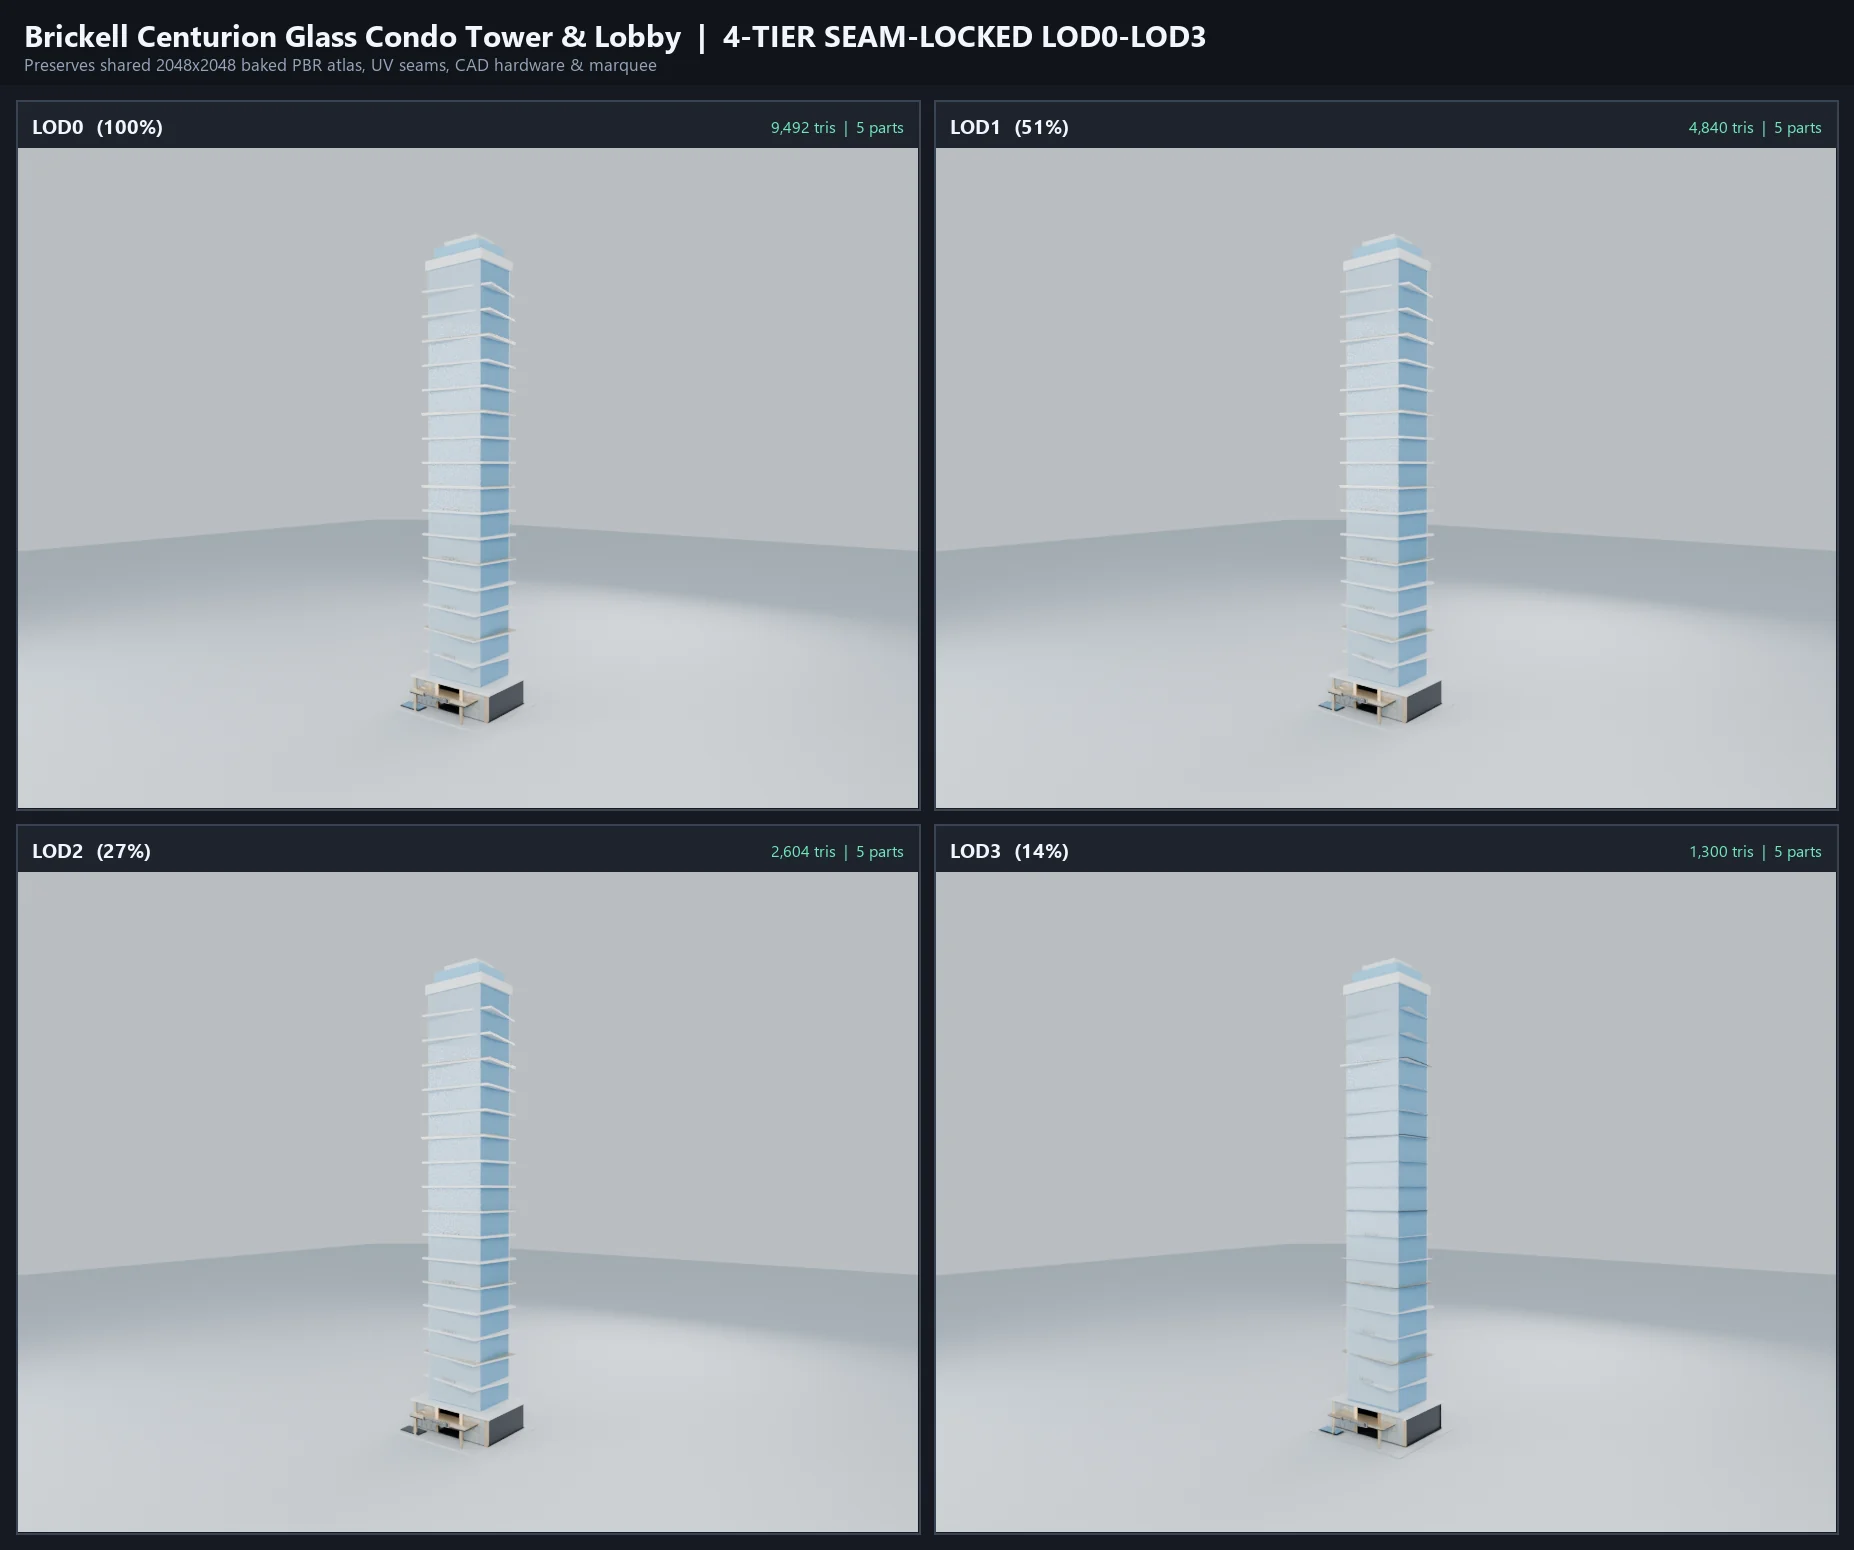 Brickell Centurion Glass Condo Tower & Lobby | 4-TIER SEAM-LOCKED LOD0-LOD3
Preserves shared 2048x2048 baked PBR atlas, UV seams, CAD hardware & marquee
LOD0 (100%) 9,492 tris | 5 parts
LOD1 (51%) 4,840 tris | 5 parts
LOD2 (27%) 2,604 tris | 5 parts
LOD3 (14%) 1,300 tris | 5 parts